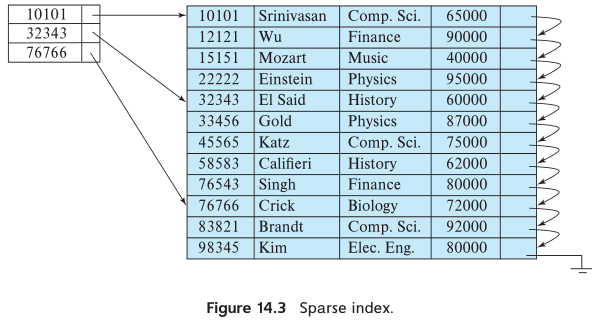 10101
32343
76766
10101 Srinivasan Comp. Sci. 65000
12121 Wu Finance 90000
15151 Mozart Music 40000
22222 Einstein Physics 95000
32343 El Said History 60000
33456 Gold Physics 87000
45565 Katz Comp. Sci. 75000
58583 Califieri History 62000
76543 Singh Finance 80000
76766 Crick Biology 72000
83821 Brandt Comp. Sci. 92000
98345 Kim Elec. Eng. 80000
Figure 14.3 Sparse index.